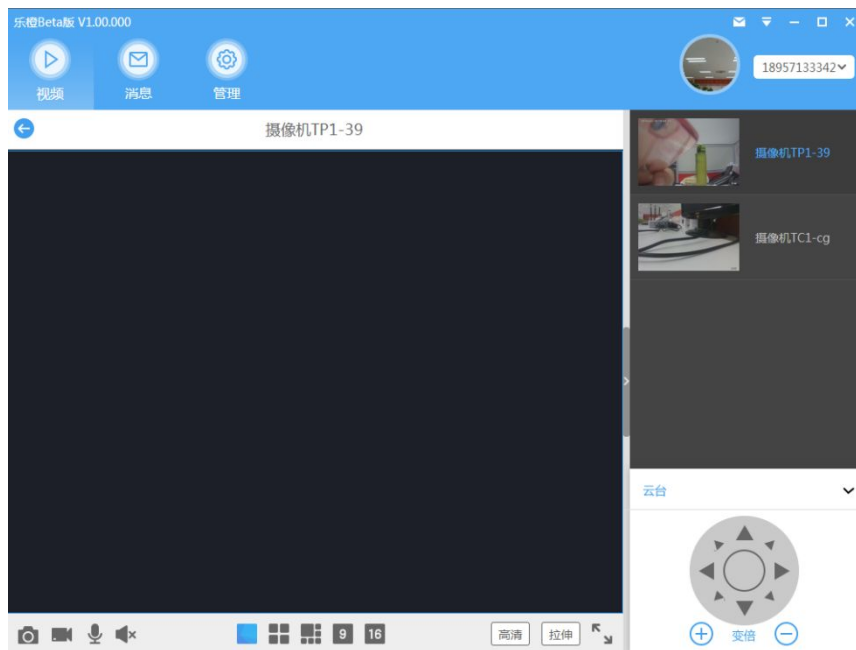 乐橙Beta版 V1.00.000
视频
消息
管理
18957133342
摄像机TP1-39
摄像机TP1-39
摄像机TC1-cg
云台
变倍
9
16
高清
拉伸